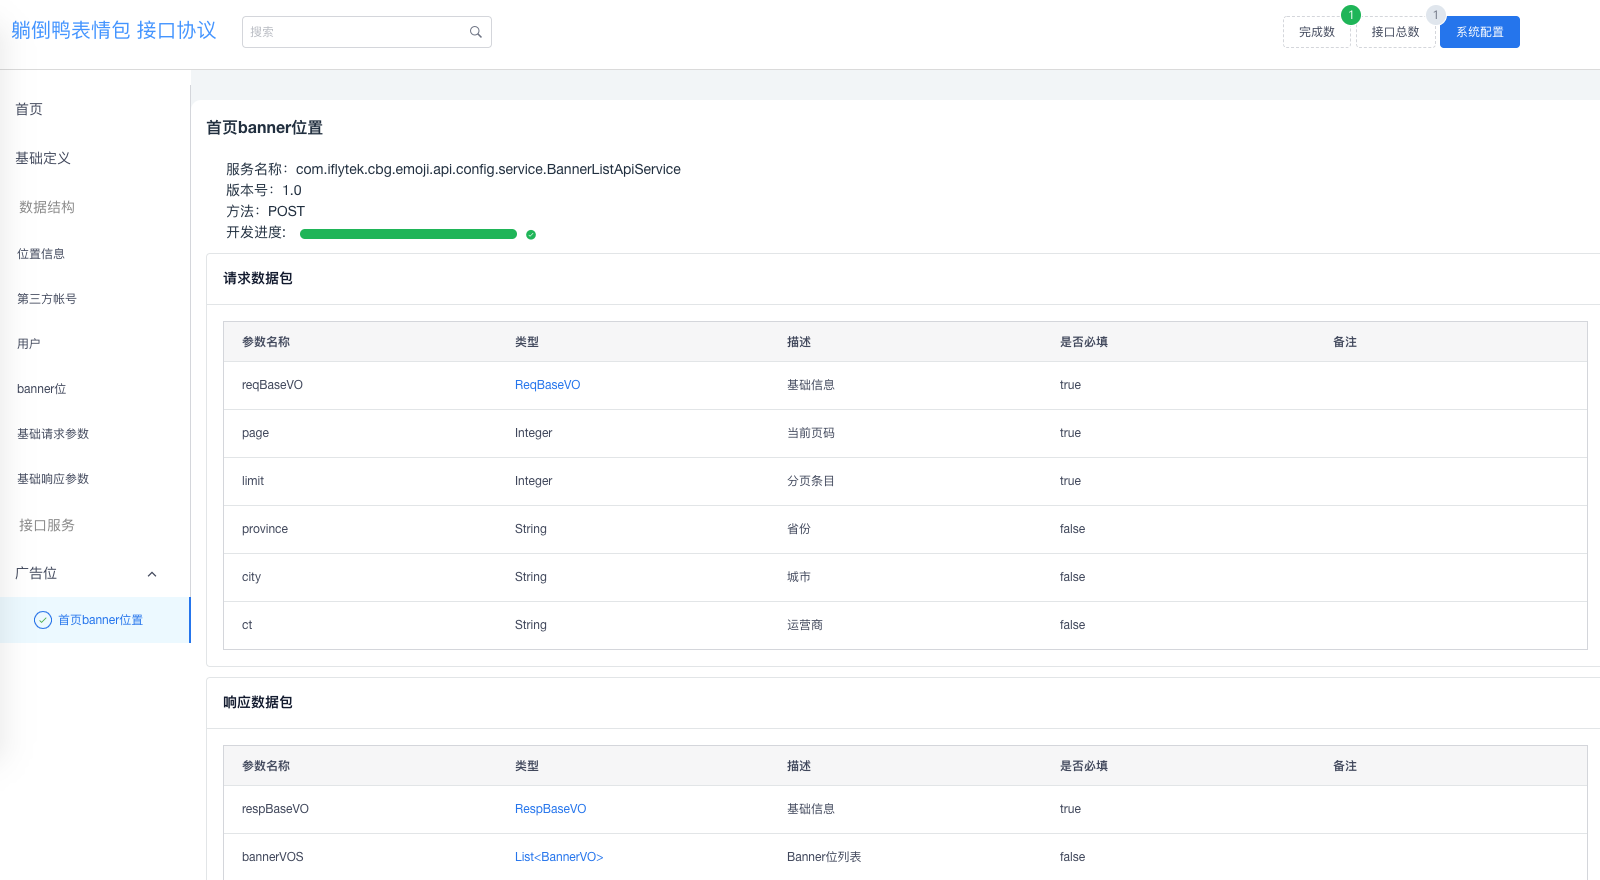 躺倒鸭表情包 接口协议
搜索
完成数
1
接口总数
1
系统配置
首页
基础定义
数据结构
位置信息
第三方帐号
用户
banner位
基础请求参数
基础响应参数
接口服务
广告位
首页banner位置
首页banner位置
服务名称：com.iflytek.cbg.emoji.api.config.service.BannerListApiService
版本号：1.0
方法：POST
开发进度:
请求数据包
参数名称 类型 描述 是否必填 备注
reqBaseVO ReqBaseVO 基础信息 true
page Integer 当前页码 true
limit Integer 分页条目 true
province String 省份 false
city String 城市 false
ct String 运营商 false
响应数据包
参数名称 类型 描述 是否必填 备注
respBaseVO RespBaseVO 基础信息 true
bannerVOS List<BannerVO> Banner位列表 false